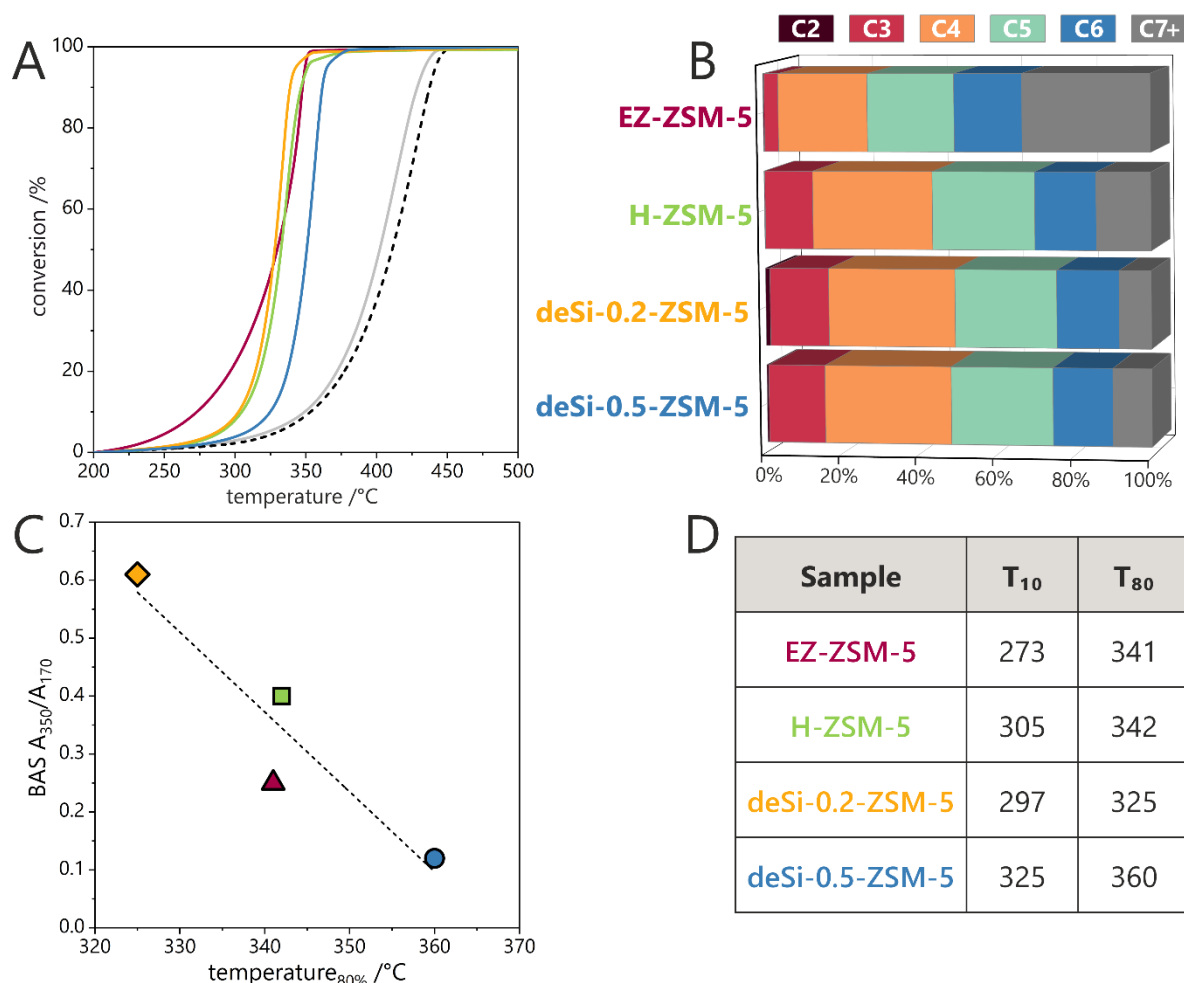 C2 C3 C4 C5 C6 C7+
A
conversion /%
100
80
60
40
20
0
200 250 300 350 400 450 500
temperature /°C
B
EZ-ZSM-5
H-ZSM-5
deSi-0.2-ZSM-5
deSi-0.5-ZSM-5
0% 20% 40% 60% 80% 100%
C
BAS A₃₅₀/A₁₇₀
0.7
0.6
0.5
0.4
0.3
0.2
0.1
0.0
320 330 340 350 360 370
temperature₈₀% /°C
D
Sample T₁₀ T₈₀
EZ-ZSM-5 273 341
H-ZSM-5 305 342
deSi-0.2-ZSM-5 297 325
deSi-0.5-ZSM-5 325 360